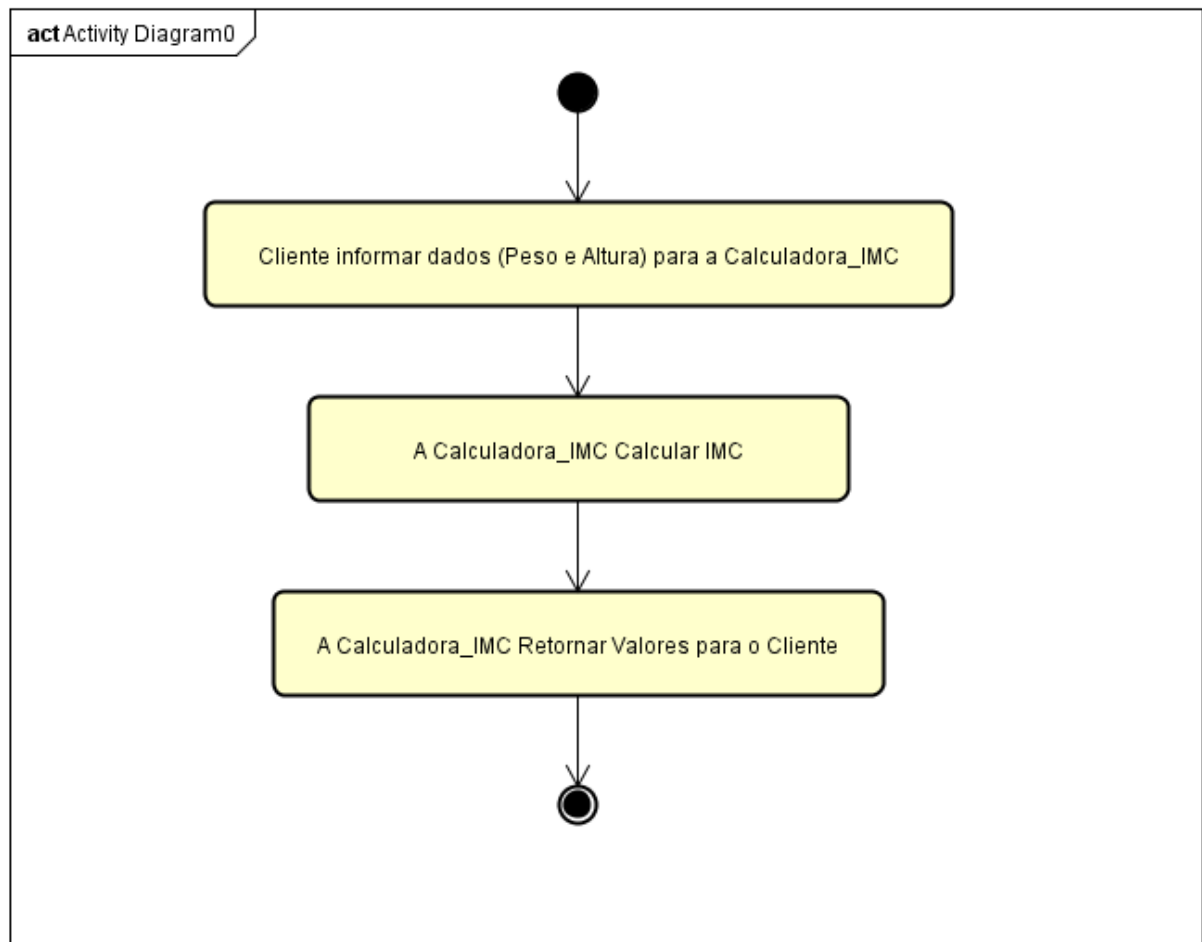 act Activity Diagram0
Cliente informar dados (Peso e Altura) para a Calculadora_IMC
A Calculadora_IMC Calcular IMC
A Calculadora_IMC Retornar Valores para o Cliente